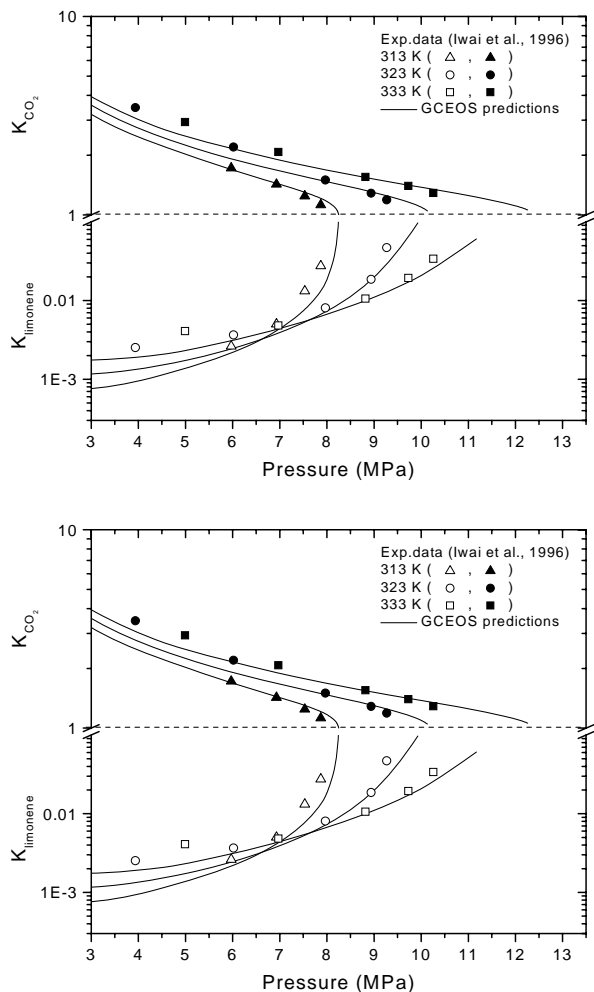 10
Exp.data (Iwai et al., 1996)
313 K ( △ , ▲ )
323 K ( ○ , ● )
333 K ( □ , ■ )
GCEOS predictions
K_CO2
1
0.01
K_limonene
1E-3
3 4 5 6 7 8 9 10 11 12 13
Pressure (MPa)
10
Exp.data (Iwai et al., 1996)
313 K ( △ , ▲ )
323 K ( ○ , ● )
333 K ( □ , ■ )
GCEOS predictions
K_CO2
1
0.01
K_limonene
1E-3
3 4 5 6 7 8 9 10 11 12 13
Pressure (MPa)